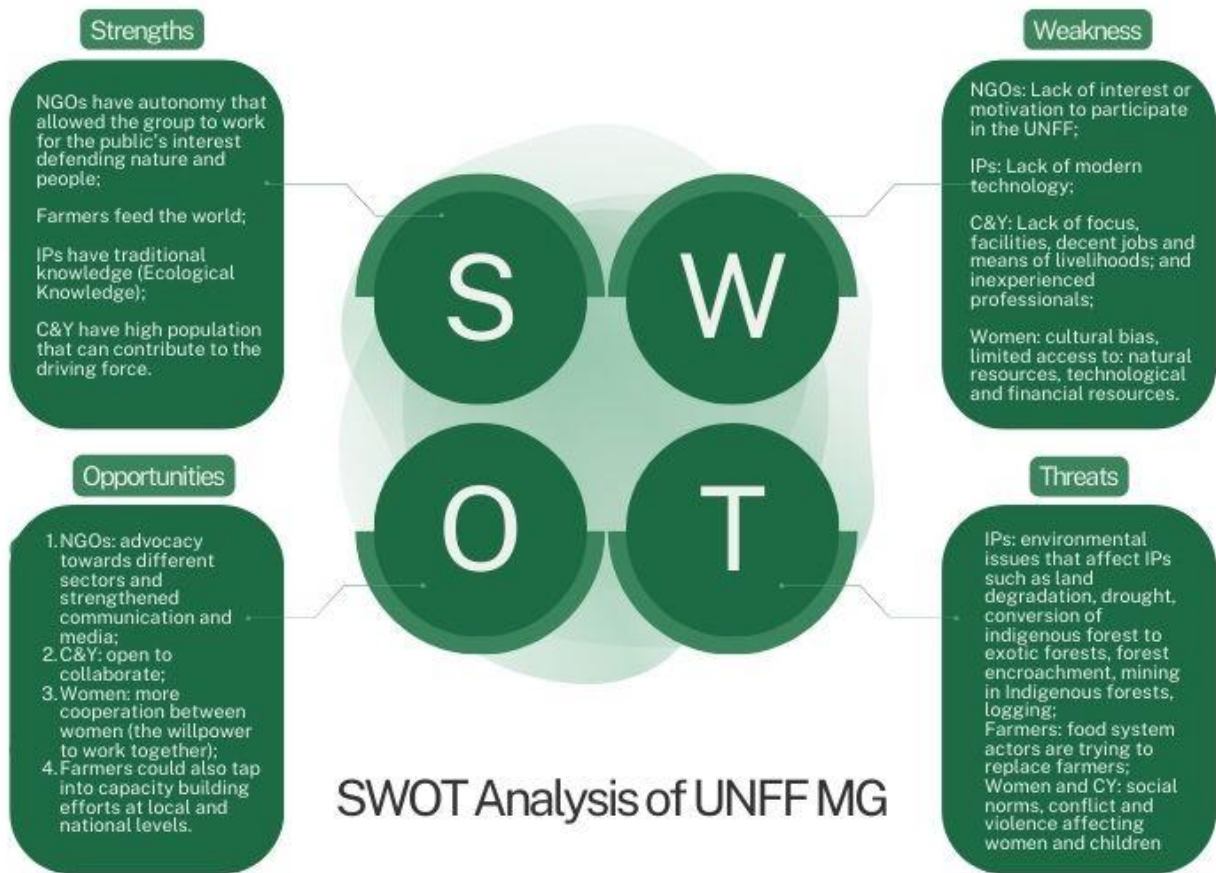 Strengths
NGOs have autonomy that
allowed the group to work
for the public's interest
defending nature and
people;
Farmers feed the world;
IPs have traditional
knowledge (Ecological
Knowledge);
C&Y have high population
that can contribute to the
driving force.
Weakness
NGOs: Lack of interest or
motivation to participate
in the UNFF;
IPs: Lack of modern
technology;
C&Y: Lack of focus,
facilities, decent jobs and
means of livelihoods; and
inexperienced
professionals;
Women: cultural bias,
limited access to: natural
resources, technological
and financial resources.
S
W
O
T
Opportunities
1. NGOs: advocacy
towards different
sectors and
strengthened
communication and
media;
2. C&Y: open to
collaborate;
3. Women: more
cooperation between
women (the willpower
to work together);
4. Farmers could also tap
into capacity building
efforts at local and
national levels.
Threats
IPs: environmental
issues that affect IPs
such as land
degradation, drought,
conversion of
indigenous forest to
exotic forests, forest
encroachment, mining
in Indigenous forests,
logging;
Farmers: food system
actors are trying to
replace farmers;
Women and CY: social
norms, conflict and
violence affecting
women and children
SWOT Analysis of UNFF MG